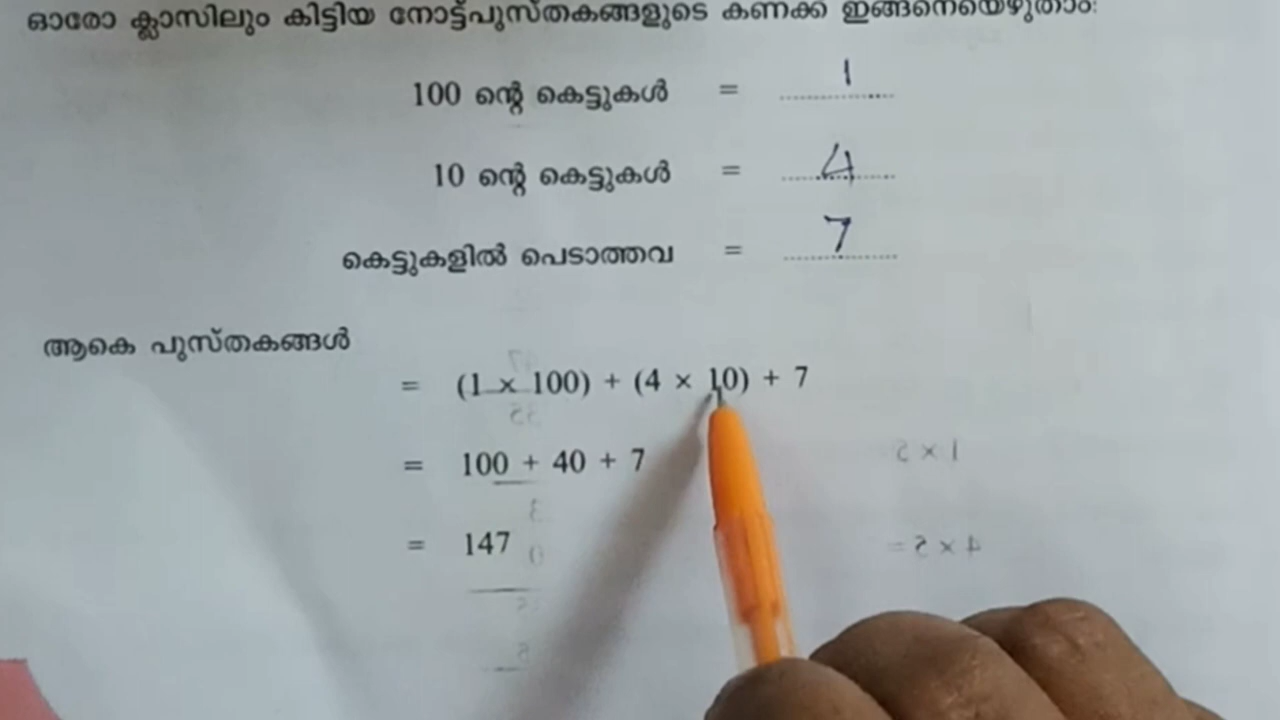 ഓരോ ക്ലാസിലും കിട്ടിയ നോട്ട്പുസ്തകങ്ങളുടെ കണക്ക് ഇങ്ങനെയെഴുതാം:
100 ന്റെ കെട്ടുകൾ = 1
10 ന്റെ കെട്ടുകൾ = 4
കെട്ടുകളിൽ പെടാത്തവ = 7
ആകെ പുസ്തകങ്ങൾ
= (1 × 100) + (4 × 10) + 7
= 100 + 40 + 7
= 147